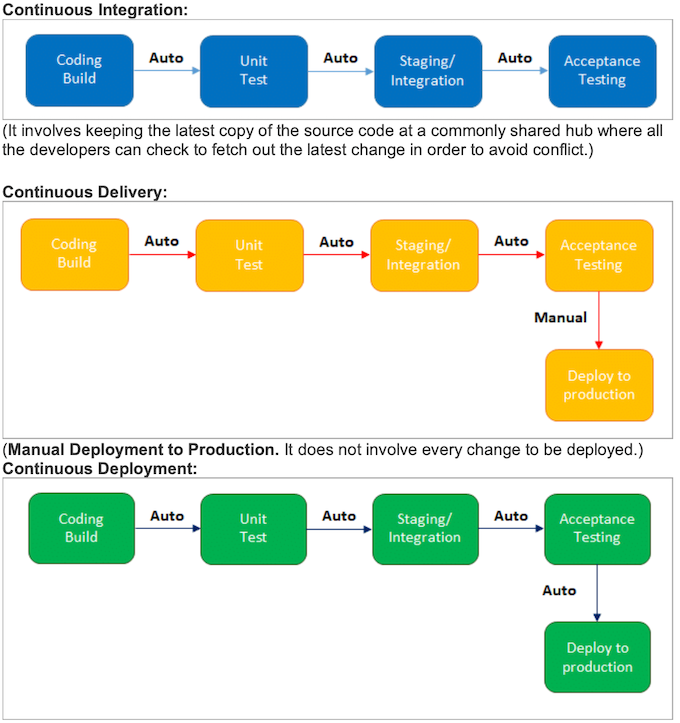 Continuous Integration:
Coding
Build
Auto
Unit
Test
Auto
Staging/
Integration
Auto
Acceptance
Testing
(It involves keeping the latest copy of the source code at a commonly shared hub where all
the developers can check to fetch out the latest change in order to avoid conflict.)
Continuous Delivery:
Coding
Build
Auto
Unit
Test
Auto
Staging/
Integration
Auto
Acceptance
Testing
Manual
Deploy to
production
(Manual Deployment to Production. It does not involve every change to be deployed.)
Continuous Deployment:
Coding
Build
Auto
Unit
Test
Auto
Staging/
Integration
Auto
Acceptance
Testing
Auto
Deploy to
production